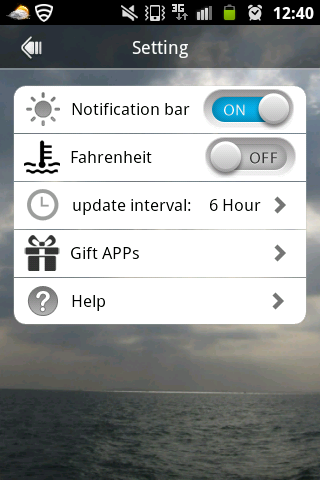 3G 12:40
Setting
Notification bar ON
Fahrenheit OFF
update interval: 6 Hour
Gift APPs
Help